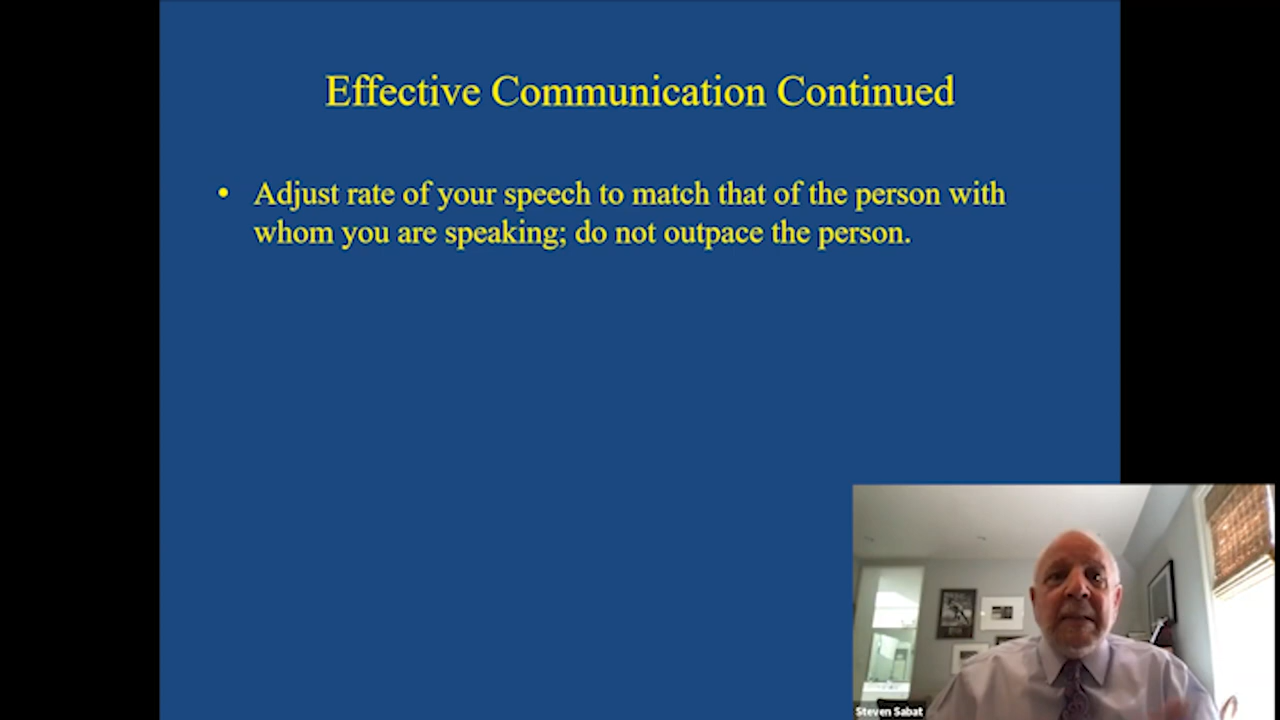 Effective Communication Continued
• Adjust rate of your speech to match that of the person with
whom you are speaking; do not outpace the person.
Steven Sabat